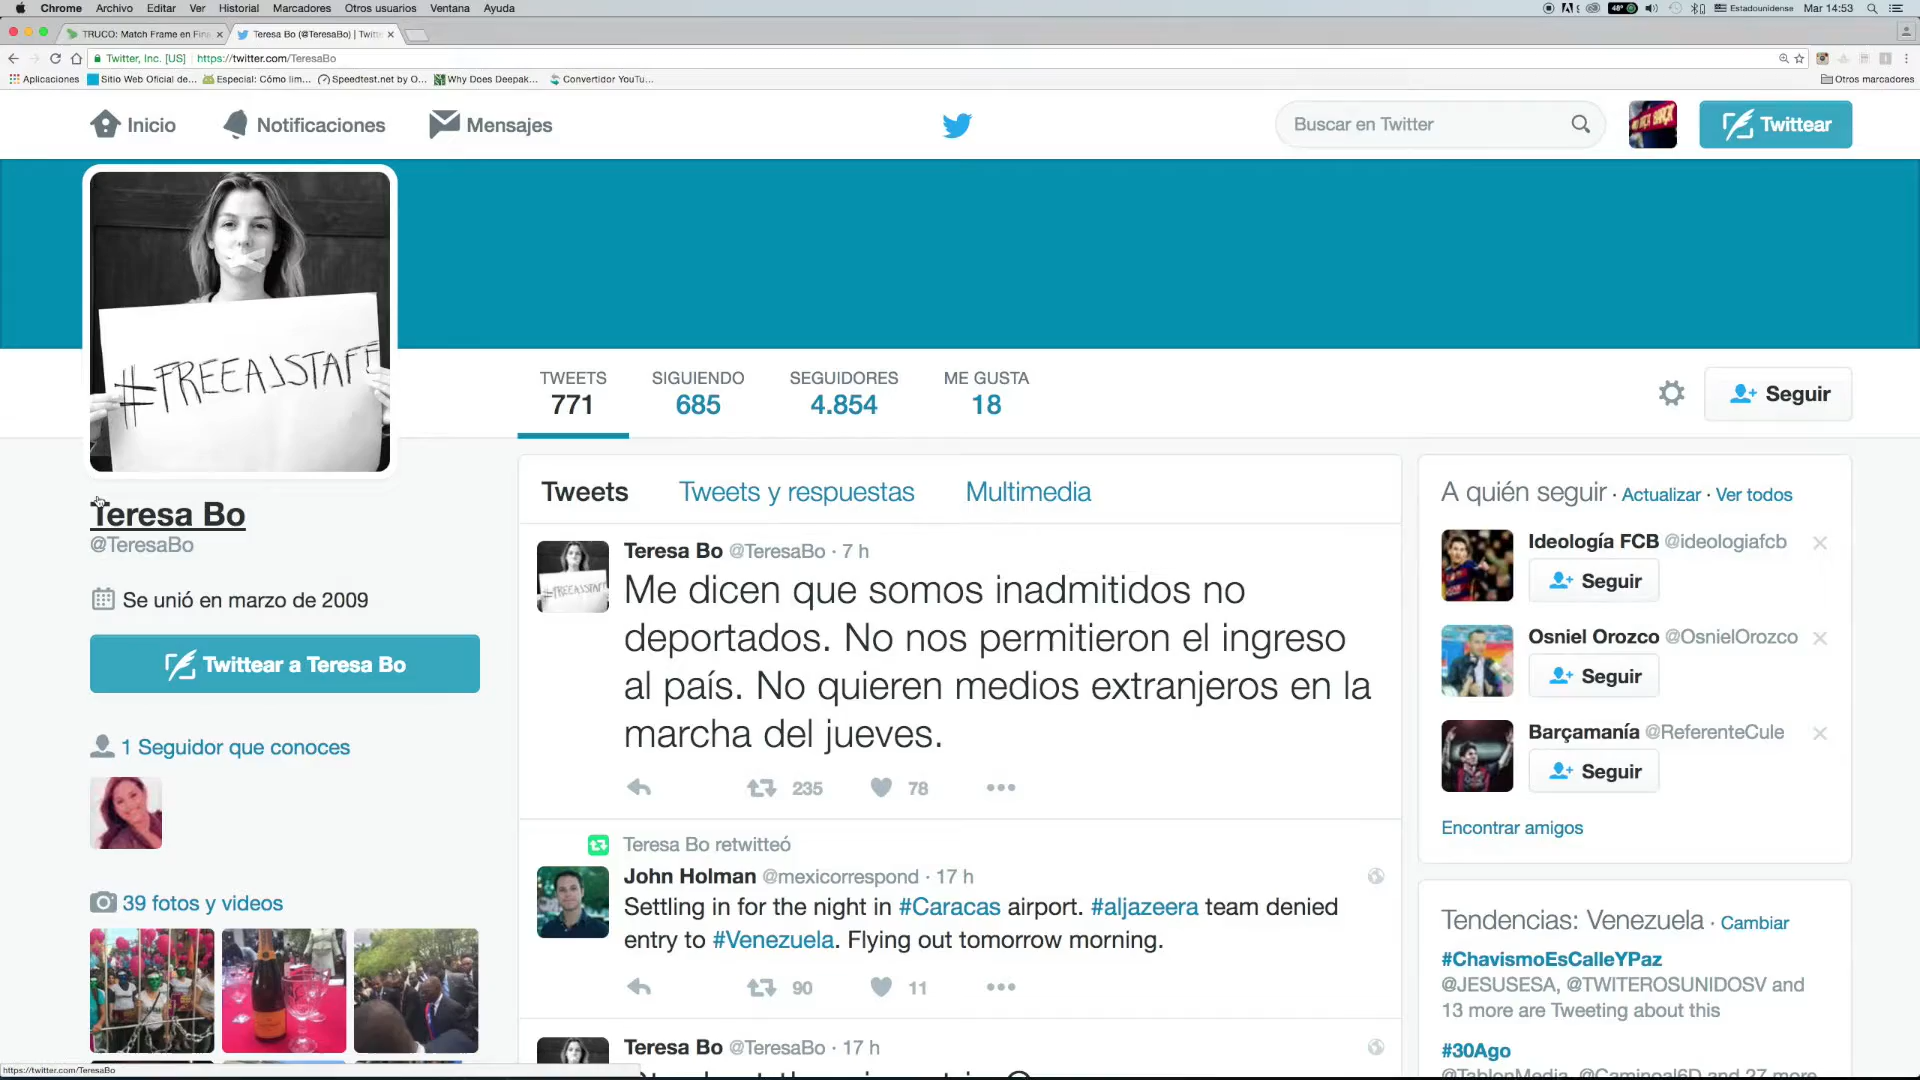 Chrome Archivo Editar Ver Historial Marcadores Otros usuarios Ventana Ayuda
48° Estadounidense Mar 14:53
TRUCO: Match Frame en Fina
Teresa Bo (@TeresaBo) | Twitte
Twitter, Inc. [US] https://twitter.com/TeresaBo
Aplicaciones Sitio Web Oficial de... Especial: Cómo lim... Speedtest.net by O... Why Does Deepak... Convertidor YouTu... Otros marcadores
Inicio Notificaciones Mensajes
Buscar en Twitter
Twittear
#FREEAJSTAFF
TWEETS SIGUIENDO SEGUIDORES ME GUSTA
771 685 4.854 18
Seguir
Teresa Bo
@TeresaBo
Se unió en marzo de 2009
Twittear a Teresa Bo
1 Seguidor que conoces
39 fotos y videos
Tweets Tweets y respuestas Multimedia
Teresa Bo @TeresaBo · 7 h
Me dicen que somos inadmitidos no
deportados. No nos permitieron el ingreso
al país. No quieren medios extranjeros en la
marcha del jueves.
235 78
Teresa Bo retwitteó
John Holman @mexicorrespond · 17 h
Settling in for the night in #Caracas airport. #aljazeera team denied
entry to #Venezuela. Flying out tomorrow morning.
90 11
Teresa Bo @TeresaBo · 17 h
A quién seguir · Actualizar · Ver todos
Ideología FCB @ideologiafcb
Seguir
Osniel Orozco @OsnielOrozco
Seguir
Barçamanía @ReferenteCule
Seguir
Encontrar amigos
Tendencias: Venezuela · Cambiar
#ChavismoEsCalleYPaz
@JESUSESA, @TWITEROSUNIDOSV and
13 more are Tweeting about this
#30Ago
@TablonMedia, @Caminoal6D and 27 more
https://twitter.com/TeresaBo